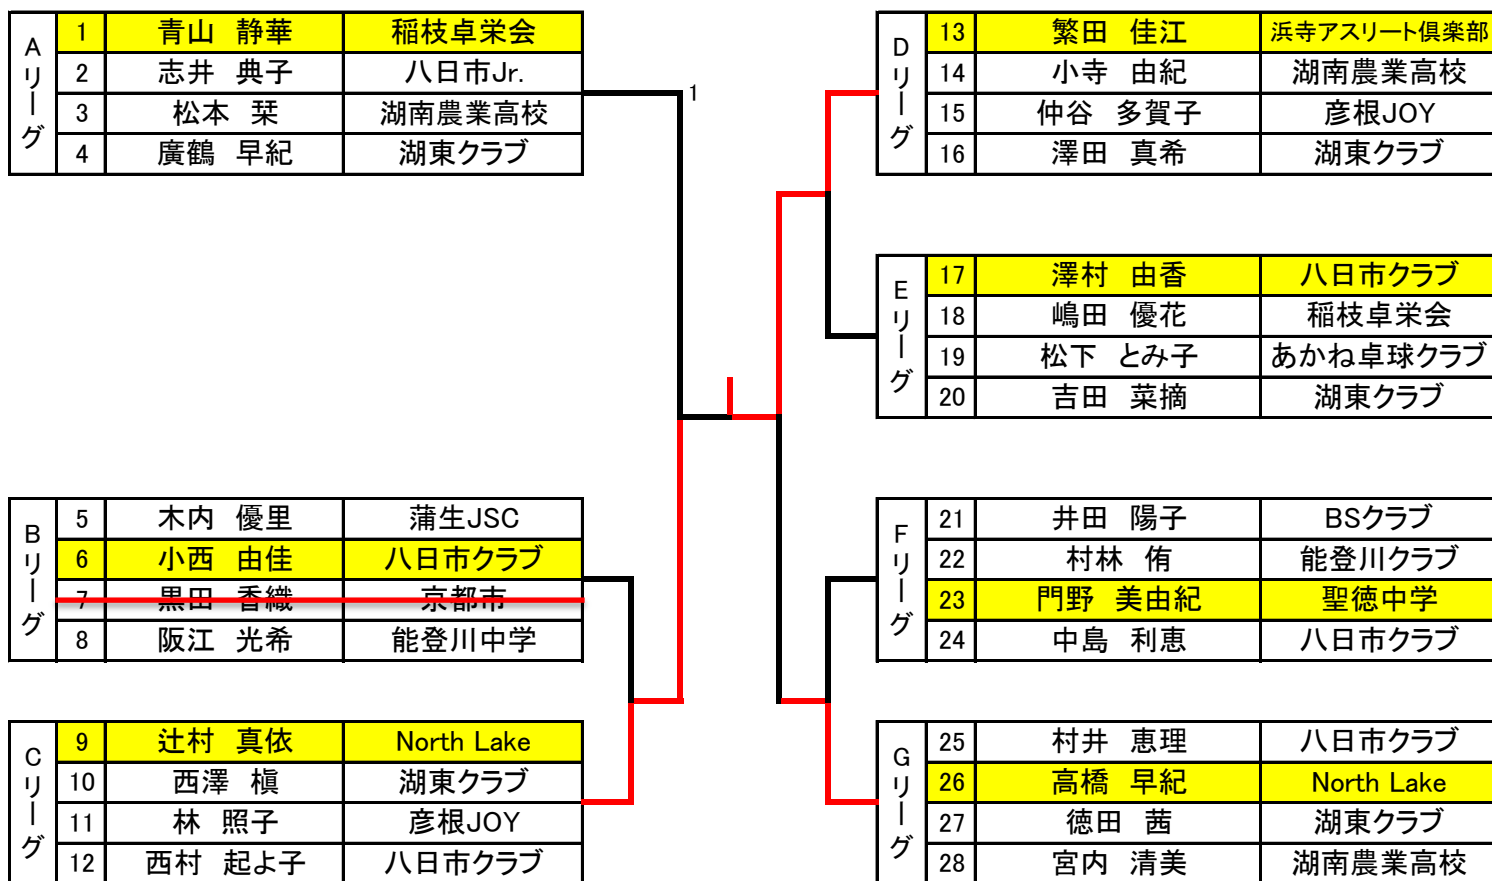 Aリーグ
1 青山 静華 稲枝卓栄会
2 志井 典子 八日市Jr.
3 松本 栞 湖南農業高校
4 廣鶴 早紀 湖東クラブ
1
Bリーグ
5 木内 優里 蒲生JSC
6 小西 由佳 八日市クラブ
7 黒田 香織 京都市
8 阪江 光希 能登川中学
Cリーグ
9 辻村 真依 North Lake
10 西澤 槇 湖東クラブ
11 林 照子 彦根JOY
12 西村 起よ子 八日市クラブ
Dリーグ
13 繁田 佳江 浜寺アスリート倶楽部
14 小寺 由紀 湖南農業高校
15 仲谷 多賀子 彦根JOY
16 澤田 真希 湖東クラブ
Eリーグ
17 澤村 由香 八日市クラブ
18 嶋田 優花 稲枝卓栄会
19 松下 とみ子 あかね卓球クラブ
20 吉田 菜摘 湖東クラブ
Fリーグ
21 井田 陽子 BSクラブ
22 村林 侑 能登川クラブ
23 門野 美由紀 聖徳中学
24 中島 利恵 八日市クラブ
Gリーグ
25 村井 恵理 八日市クラブ
26 高橋 早紀 North Lake
27 徳田 茜 湖東クラブ
28 宮内 清美 湖南農業高校